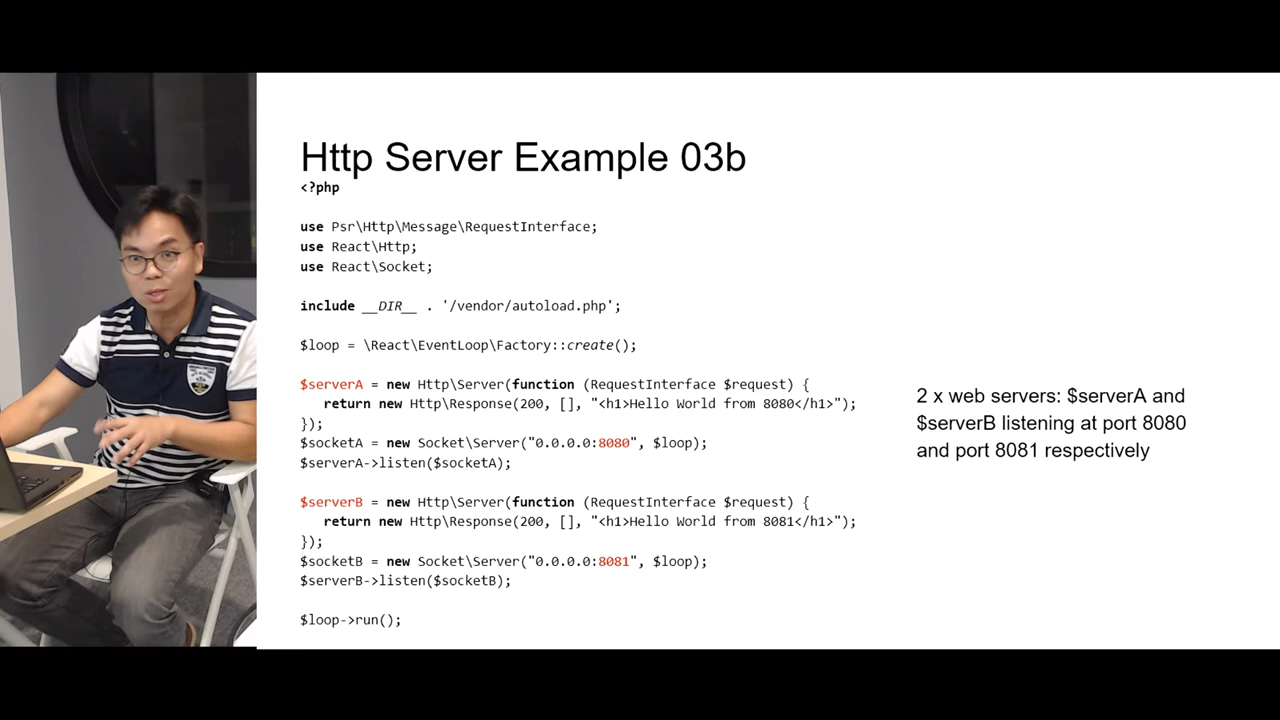 Http Server Example 03b
<?php
use Psr\Http\Message\RequestInterface;
use React\Http;
use React\Socket;
include __DIR__ . '/vendor/autoload.php';
$loop = \React\EventLoop\Factory::create();
$serverA = new Http\Server(function (RequestInterface $request) {
   return new Http\Response(200, [], "<h1>Hello World from 8080</h1>");
});
$socketA = new Socket\Server("0.0.0.0:8080", $loop);
$serverA->listen($socketA);
$serverB = new Http\Server(function (RequestInterface $request) {
   return new Http\Response(200, [], "<h1>Hello World from 8081</h1>");
});
$socketB = new Socket\Server("0.0.0.0:8081", $loop);
$serverB->listen($socketB);
$loop->run();
2 x web servers: $serverA and
$serverB listening at port 8080
and port 8081 respectively